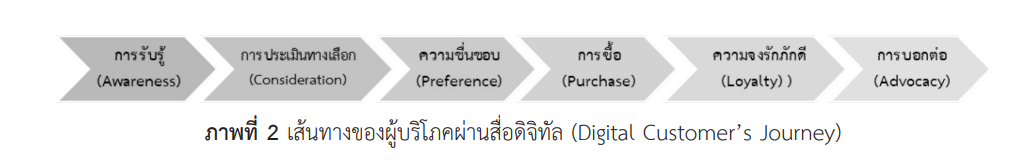 การรับรู้
(Awareness)
การประเมินทางเลือก
(Consideration)
ความชื่นชอบ
(Preference)
การซื้อ
(Purchase)
ความจงรักภักดี
(Loyalty) )
การบอกต่อ
(Advocacy)
ภาพที่ 2 เส้นทางของผู้บริโภคผ่านสื่อดิจิทัล (Digital Customer's Journey)